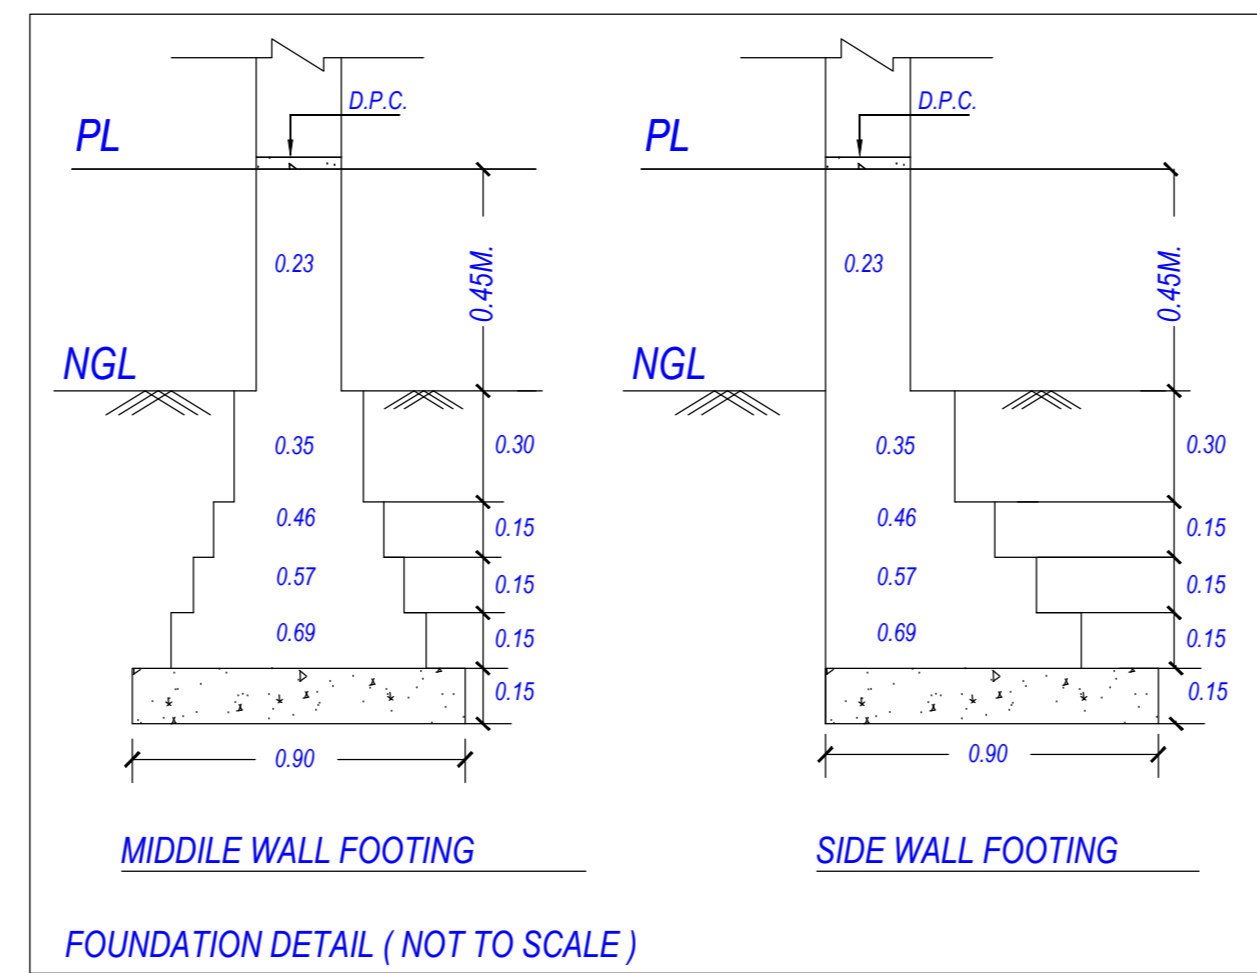 D.P.C.
PL
0.23
0.45M.
NGL
0.35
0.30
0.46
0.15
0.57
0.15
0.69
0.15
0.15
0.90
MIDDILE WALL FOOTING
D.P.C.
PL
0.23
0.45M.
NGL
0.35
0.30
0.46
0.15
0.57
0.15
0.69
0.15
0.15
0.90
SIDE WALL FOOTING
FOUNDATION DETAIL ( NOT TO SCALE )